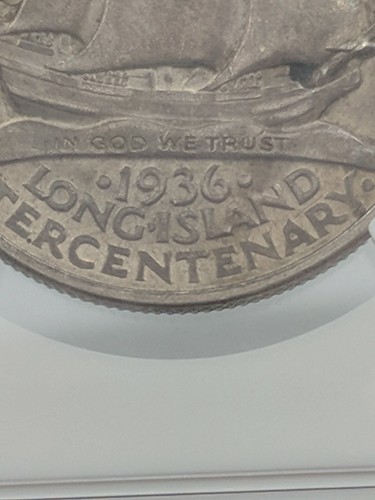 IN GOD WE TRUST
·1936·
LONG·ISLAND
TERCENTENARY·